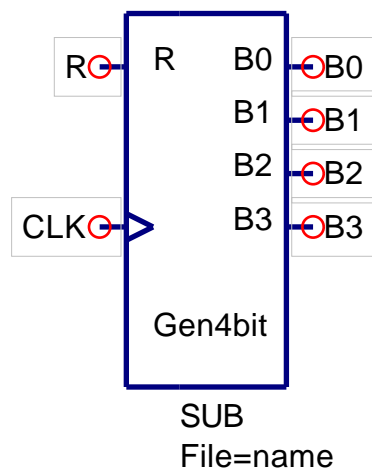 R R B0 B0
B1 B1
B2 B2
CLK B3 B3
Gen4bit
SUB
File=name